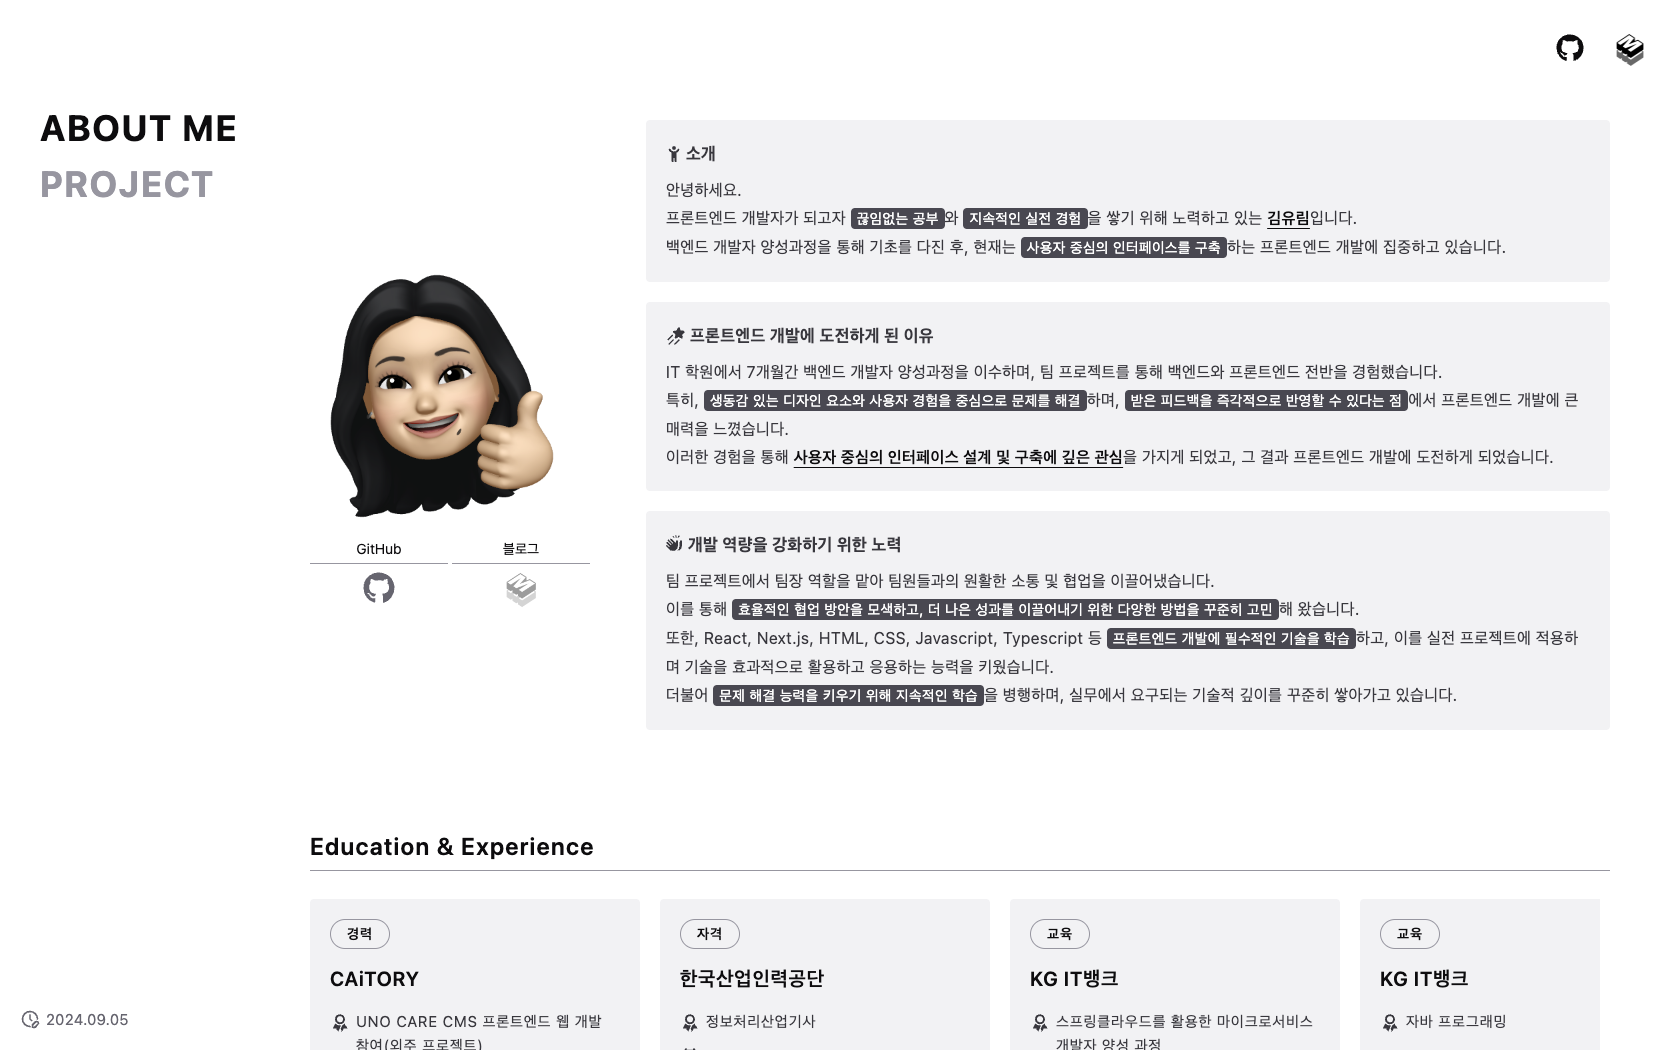 ABOUT ME
PROJECT
소개
안녕하세요.
프론트엔드 개발자가 되고자 끊임없는 공부와 지속적인 실전 경험을 쌓기 위해 노력하고 있는 김유림입니다.
백엔드 개발자 양성과정을 통해 기초를 다진 후, 현재는 사용자 중심의 인터페이스를 구축하는 프론트엔드 개발에 집중하고 있습니다.
프론트엔드 개발에 도전하게 된 이유
IT 학원에서 7개월간 백엔드 개발자 양성과정을 이수하며, 팀 프로젝트를 통해 백엔드와 프론트엔드 전반을 경험했습니다.
특히, 생동감 있는 디자인 요소와 사용자 경험을 중심으로 문제를 해결하며, 받은 피드백을 즉각적으로 반영할 수 있다는 점에서 프론트엔드 개발에 큰
매력을 느꼈습니다.
이러한 경험을 통해 사용자 중심의 인터페이스 설계 및 구축에 깊은 관심을 가지게 되었고, 그 결과 프론트엔드 개발에 도전하게 되었습니다.
개발 역량을 강화하기 위한 노력
팀 프로젝트에서 팀장 역할을 맡아 팀원들과의 원활한 소통 및 협업을 이끌어냈습니다.
이를 통해 효율적인 협업 방안을 모색하고, 더 나은 성과를 이끌어내기 위한 다양한 방법을 꾸준히 고민해 왔습니다.
또한, React, Next.js, HTML, CSS, Javascript, Typescript 등 프론트엔드 개발에 필수적인 기술을 학습하고, 이를 실전 프로젝트에 적용하
며 기술을 효과적으로 활용하고 응용하는 능력을 키웠습니다.
더불어 문제 해결 능력을 키우기 위해 지속적인 학습을 병행하며, 실무에서 요구되는 기술적 깊이를 꾸준히 쌓아가고 있습니다.
GitHub
블로그
Education & Experience
경력
CAiTORY
UNO CARE CMS 프론트엔드 웹 개발
참여(외주 프로젝트)
자격
한국산업인력공단
정보처리산업기사
교육
KG IT뱅크
스프링클라우드를 활용한 마이크로서비스
개발자 양성 과정
교육
KG IT뱅크
자바 프로그래밍
2024.09.05